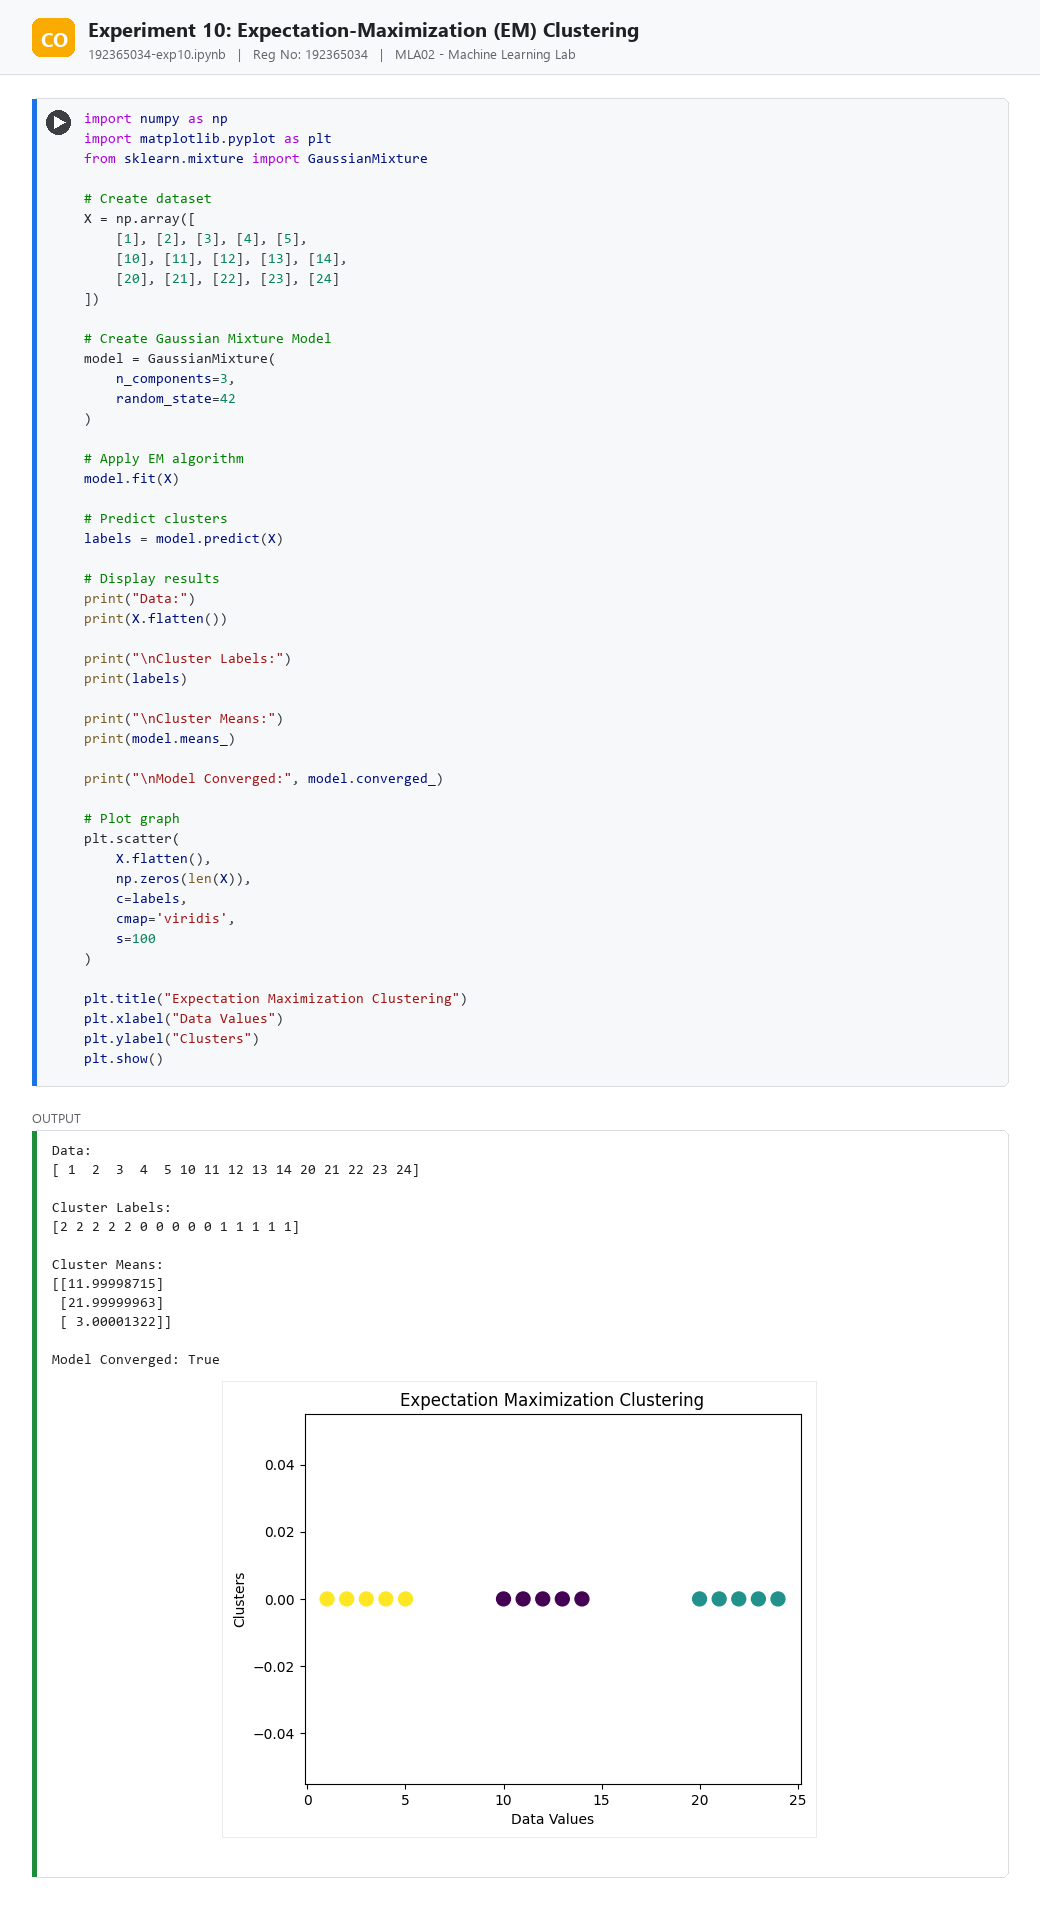 CO
Experiment 10: Expectation-Maximization (EM) Clustering
192365034-exp10.ipynb | Reg No: 192365034 | MLA02 - Machine Learning Lab
import numpy as np
import matplotlib.pyplot as plt
from sklearn.mixture import GaussianMixture

# Create dataset
X = np.array([
    [1], [2], [3], [4], [5],
    [10], [11], [12], [13], [14],
    [20], [21], [22], [23], [24]
])

# Create Gaussian Mixture Model
model = GaussianMixture(
    n_components=3,
    random_state=42
)

# Apply EM algorithm
model.fit(X)

# Predict clusters
labels = model.predict(X)

# Display results
print("Data:")
print(X.flatten())

print("\nCluster Labels:")
print(labels)

print("\nCluster Means:")
print(model.means_)

print("\nModel Converged:", model.converged_)

# Plot graph
plt.scatter(
    X.flatten(),
    np.zeros(len(X)),
    c=labels,
    cmap='viridis',
    s=100
)

plt.title("Expectation Maximization Clustering")
plt.xlabel("Data Values")
plt.ylabel("Clusters")
plt.show()
OUTPUT
Data:
[ 1  2  3  4  5 10 11 12 13 14 20 21 22 23 24]

Cluster Labels:
[2 2 2 2 2 0 0 0 0 0 1 1 1 1 1]

Cluster Means:
[[11.99998715]
 [21.99999963]
 [ 3.00001322]]

Model Converged: True
Expectation Maximization Clustering
0.04
0.02
0.00
−0.02
−0.04
Clusters
0 5 10 15 20 25
Data Values